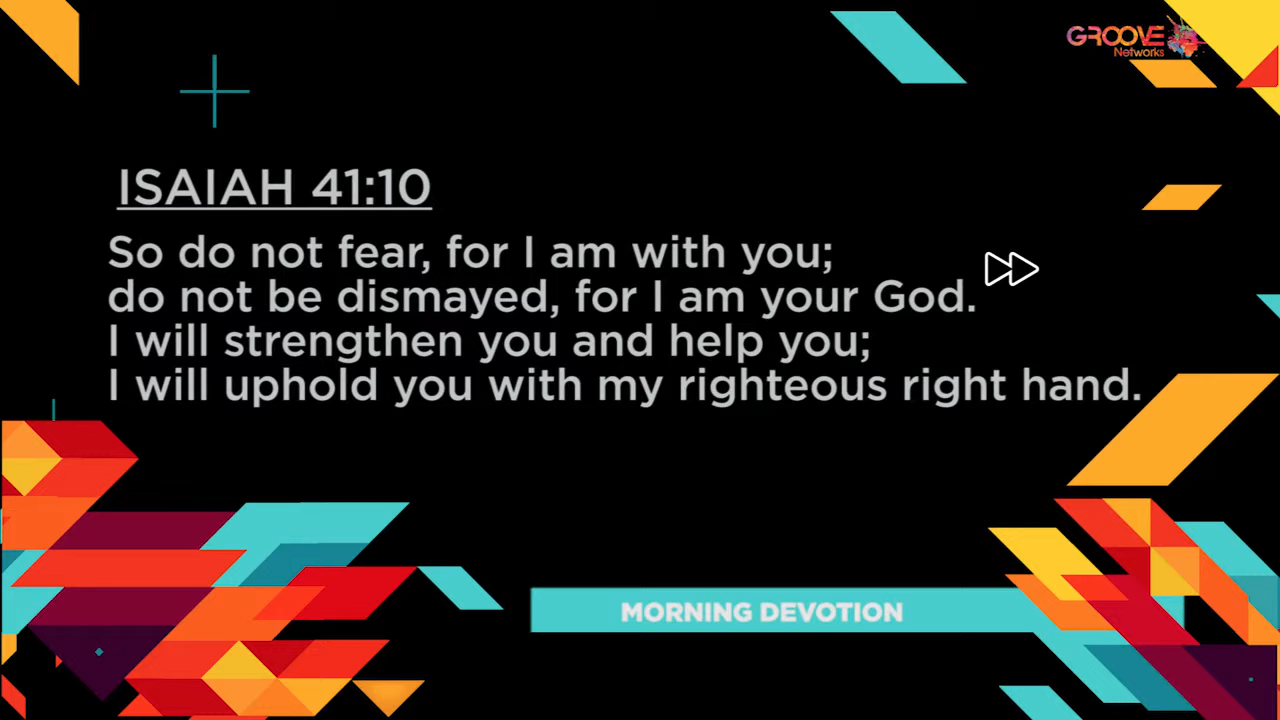 GROOVE
Networks
ISAIAH 41:10
So do not fear, for I am with you;
do not be dismayed, for I am your God.
I will strengthen you and help you;
I will uphold you with my righteous right hand.
MORNING DEVOTION